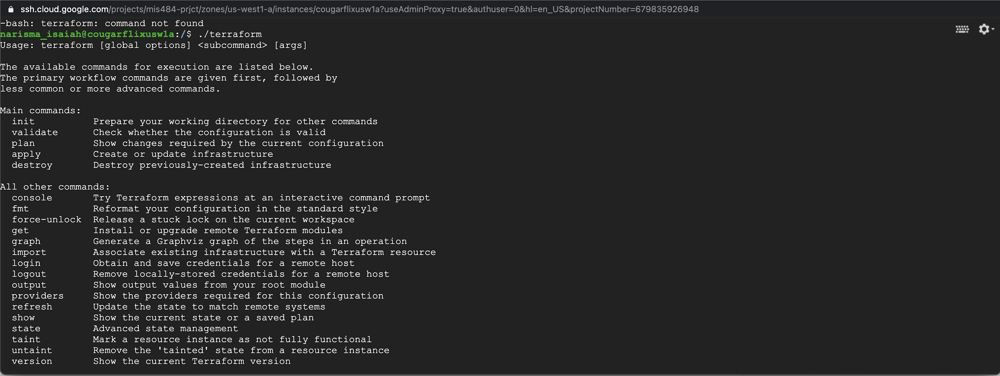 ssh.cloud.google.com/projects/mis484-prjct/zones/us-west1-a/instances/cougarflixusw1a?useAdminProxy=true&authuser=0&hl=en_US&projectNumber=679835926948
-bash: terraform: command not found
narisma_isaiah@cougarflixusw1a:/$ ./terraform
Usage: terraform [global options] <subcommand> [args]

The available commands for execution are listed below.
The primary workflow commands are given first, followed by
less common or more advanced commands.

Main commands:
  init          Prepare your working directory for other commands
  validate      Check whether the configuration is valid
  plan          Show changes required by the current configuration
  apply         Create or update infrastructure
  destroy       Destroy previously-created infrastructure

All other commands:
  console       Try Terraform expressions at an interactive command prompt
  fmt           Reformat your configuration in the standard style
  force-unlock  Release a stuck lock on the current workspace
  get           Install or upgrade remote Terraform modules
  graph         Generate a Graphviz graph of the steps in an operation
  import        Associate existing infrastructure with a Terraform resource
  login         Obtain and save credentials for a remote host
  logout        Remove locally-stored credentials for a remote host
  output        Show output values from your root module
  providers     Show the providers required for this configuration
  refresh       Update the state to match remote systems
  show          Show the current state or a saved plan
  state         Advanced state management
  taint         Mark a resource instance as not fully functional
  untaint       Remove the 'tainted' state from a resource instance
  version       Show the current Terraform version